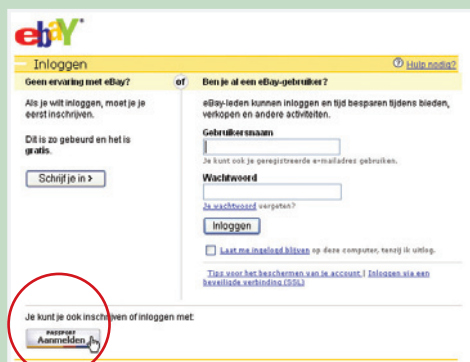 ebY
Inloggen
Hulp nodig?
Geen ervaring met eBay?
of
Ben je al een eBay-gebruiker?
Als je wilt inloggen, moet je je
eerst inschrijven.
Dit is zo gebeurd en het is
gratis.
Schrijf je in >
eBay-leden kunnen inloggen en tijd besparen tijdens bieden,
verkopen en andere activiteiten.
Gebruikersnaam
Je kunt ook je geregistreerde e-mailadres gebruiken.
Wachtwoord
Je wachtwoord vergeten?
Inloggen
Laat me ingelogd blijven op deze computer, tenzij ik uitlog.
Tips voor het beschermen van je account | Inloggen via een
beveiligde verbinding (SSL)
Je kunt je ook inschrijven of inloggen met:
PASSPORT
Aanmelden